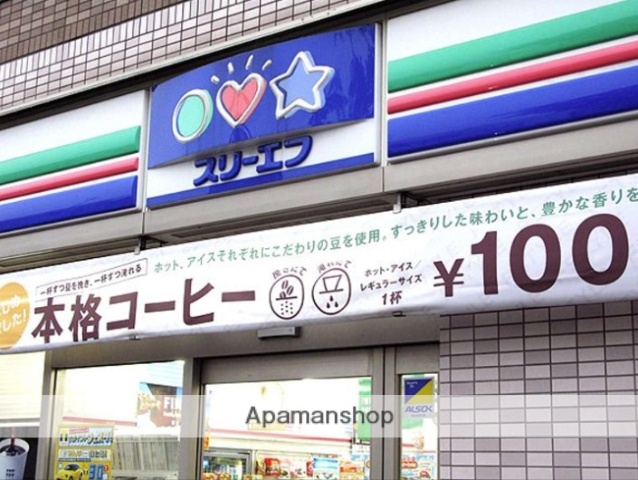 スリーエフ
ホット、アイスそれぞれにこだわりの豆を使用。すっきりした味わいと、豊かな香りを
一杯ずつ豆を挽き、一杯ずつ淹れる
本格コーヒー
ホット・アイス/
レギュラーサイズ
1杯
¥100
ALSOK
Apamanshop